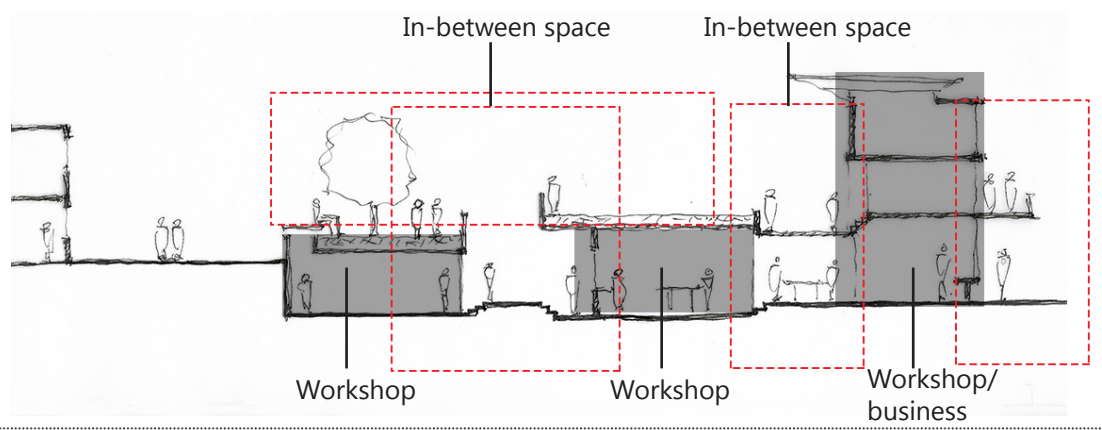 In-between space
In-between space
Workshop
Workshop
Workshop/
business